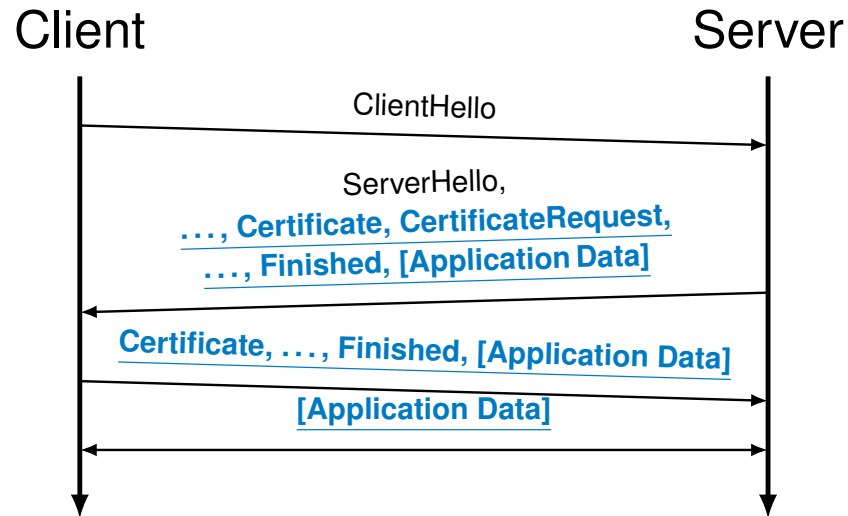 Client
Server
ClientHello
ServerHello,
..., Certificate, CertificateRequest,
..., Finished, [Application Data]
Certificate, ..., Finished, [Application Data]
[Application Data]